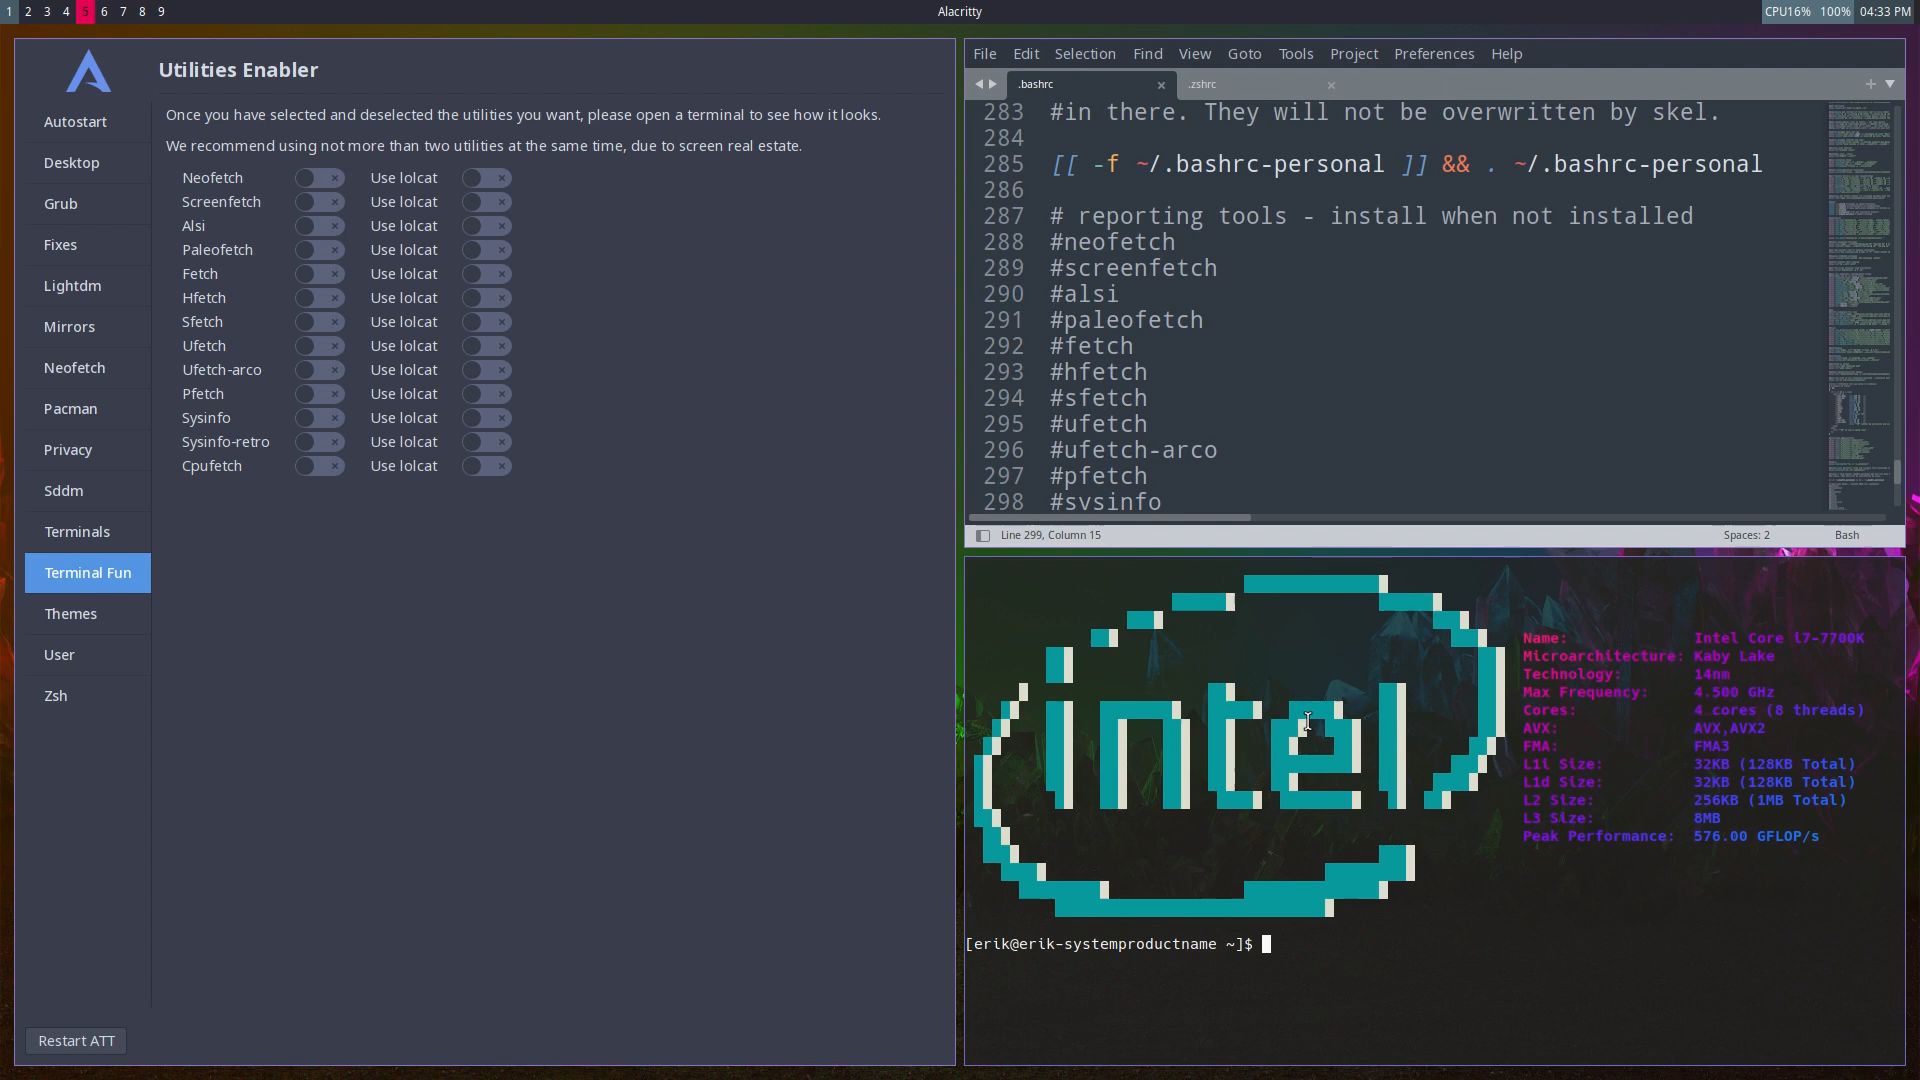 1 2 3 4 5 6 7 8 9
Alacritty
CPU16% 100% 04:33 PM
Utilities Enabler
Autostart
Desktop
Grub
Fixes
Lightdm
Mirrors
Neofetch
Pacman
Privacy
Sddm
Terminals
Terminal Fun
Themes
User
Zsh
Restart ATT
Once you have selected and deselected the utilities you want, please open a terminal to see how it looks.
We recommend using not more than two utilities at the same time, due to screen real estate.
Neofetch Use lolcat
Screenfetch Use lolcat
Alsi Use lolcat
Paleofetch Use lolcat
Fetch Use lolcat
Hfetch Use lolcat
Sfetch Use lolcat
Ufetch Use lolcat
Ufetch-arco Use lolcat
Pfetch Use lolcat
Sysinfo Use lolcat
Sysinfo-retro Use lolcat
Cpufetch Use lolcat
File Edit Selection Find View Goto Tools Project Preferences Help
.bashrc .zshrc
283 #in there. They will not be overwritten by skel.
284
285 [[ -f ~/.bashrc-personal ]] && . ~/.bashrc-personal
286
287 # reporting tools - install when not installed
288 #neofetch
289 #screenfetch
290 #alsi
291 #paleofetch
292 #fetch
293 #hfetch
294 #sfetch
295 #ufetch
296 #ufetch-arco
297 #pfetch
298 #sysinfo
Line 299, Column 15 Spaces: 2 Bash
intel
Name: Intel Core i7-7700K
Microarchitecture: Kaby Lake
Technology: 14nm
Max Frequency: 4.500 GHz
Cores: 4 cores (8 threads)
AVX: AVX,AVX2
FMA: FMA3
L1i Size: 32KB (128KB Total)
L1d Size: 32KB (128KB Total)
L2 Size: 256KB (1MB Total)
L3 Size: 8MB
Peak Performance: 576.00 GFLOP/s
[erik@erik-systemproductname ~]$